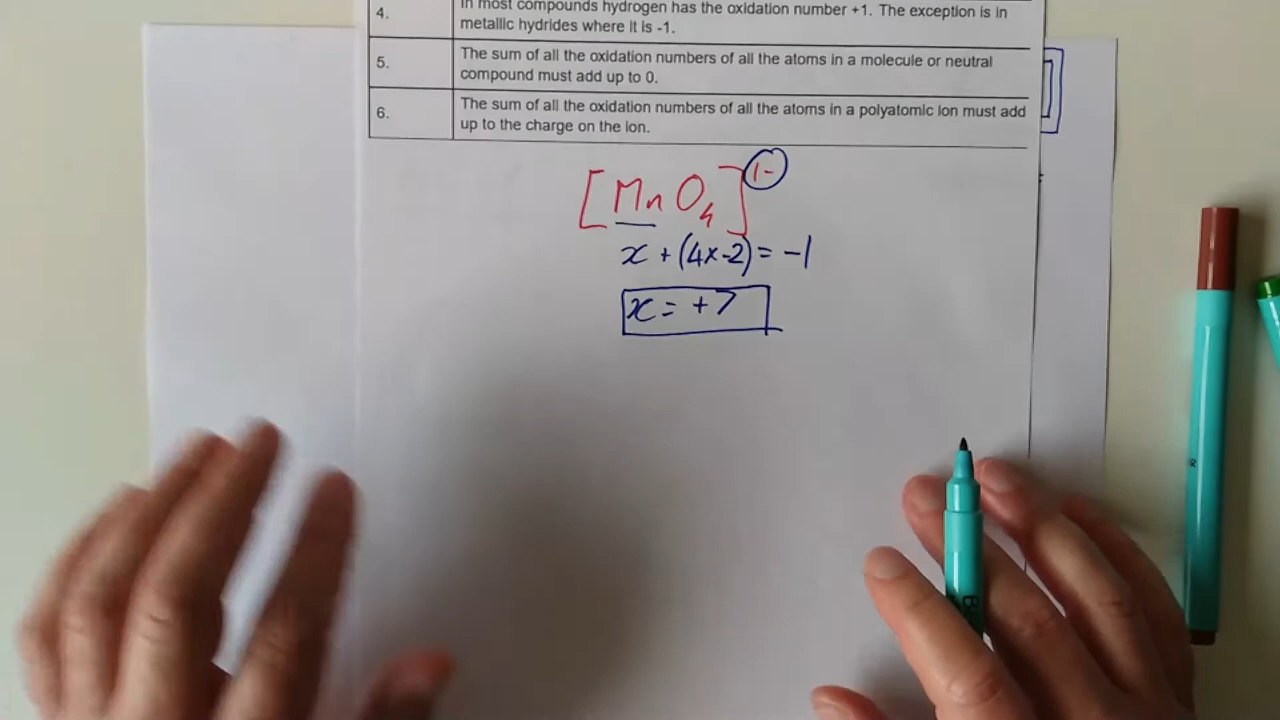 4. In most compounds hydrogen has the oxidation number +1. The exception is in
metallic hydrides where it is -1.
5. The sum of all the oxidation numbers of all the atoms in a molecule or neutral
compound must add up to 0.
6. The sum of all the oxidation numbers of all the atoms in a polyatomic ion must add
up to the charge on the ion.
[MnO₄]¹⁻
x + (4x-2) = -1
x = +7